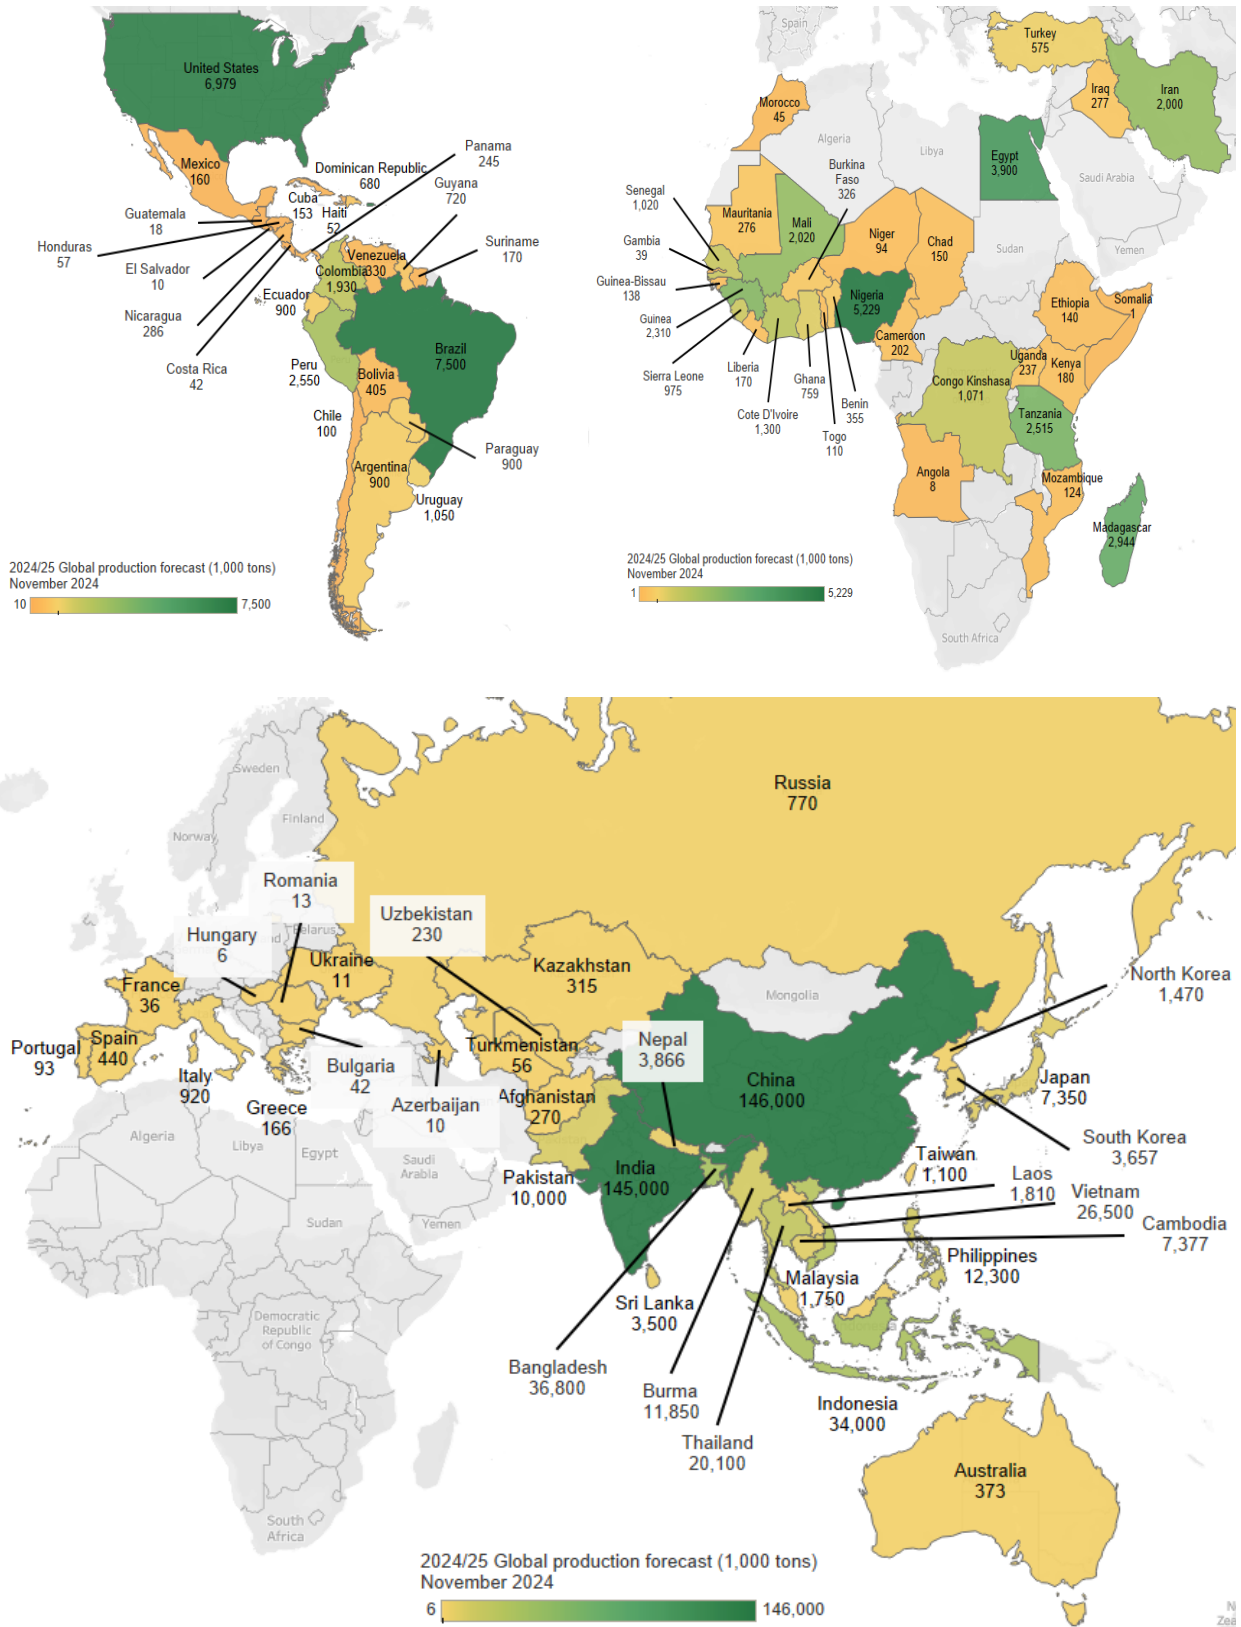 United States
6,979
Mexico
160
Dominican Republic
680
Panama
245
Guyana
720
Cuba
153
Haiti
52
Guatemala
18
Honduras
57
El Salvador
10
Nicaragua
286
Costa Rica
42
Suriname
170
Venezuela
330
Colombia
1,930
Ecuador
900
Peru
2,550
Brazil
7,500
Bolivia
405
Chile
100
Paraguay
900
Argentina
900
Uruguay
1,050
2024/25 Global production forecast (1,000 tons)
November 2024
10
7,500
Spain
Turkey
575
Iraq
277
Iran
2,000
Morocco
45
Algeria
Libya
Egypt
3,900
Saudi Arabia
Burkina
Faso
326
Senegal
1,020
Mauritania
276
Mali
2,020
Niger
94
Chad
150
Sudan
Yemen
Gambia
39
Guinea-Bissau
138
Guinea
2,310
Nigeria
5,229
Ethiopia
140
Somalia
1
Cameroon
202
Sierra Leone
975
Liberia
170
Cote D'Ivoire
1,300
Ghana
759
Togo
110
Benin
355
Uganda
237
Kenya
180
Congo Kinshasa
1,071
Tanzania
2,515
Angola
8
Mozambique
124
Madagascar
2,944
2024/25 Global production forecast (1,000 tons)
November 2024
1
5,229
South Africa
Russia
770
Sweden
Finland
Norway
Romania
13
Belarus
Hungary
6
Uzbekistan
230
Ukraine
11
France
36
Kazakhstan
315
Mongolia
North Korea
1,470
Portugal
93
Spain
440
Italy
920
Greece
166
Bulgaria
42
Azerbaijan
10
Turkmenistan
56
Afghanistan
270
Nepal
3,866
China
146,000
Japan
7,350
South Korea
3,657
Algeria
Libya
Egypt
Saudi
Arabia
Pakistan
10,000
India
145,000
Taiwan
1,100
Laos
1,810
Vietnam
26,500
Cambodia
7,377
Sudan
Yemen
Philippines
12,300
Malaysia
1,750
Sri Lanka
3,500
Democratic
Republic
of Congo
Bangladesh
36,800
Burma
11,850
Thailand
20,100
Indonesia
34,000
Australia
373
South
Africa
2024/25 Global production forecast (1,000 tons)
November 2024
6
146,000